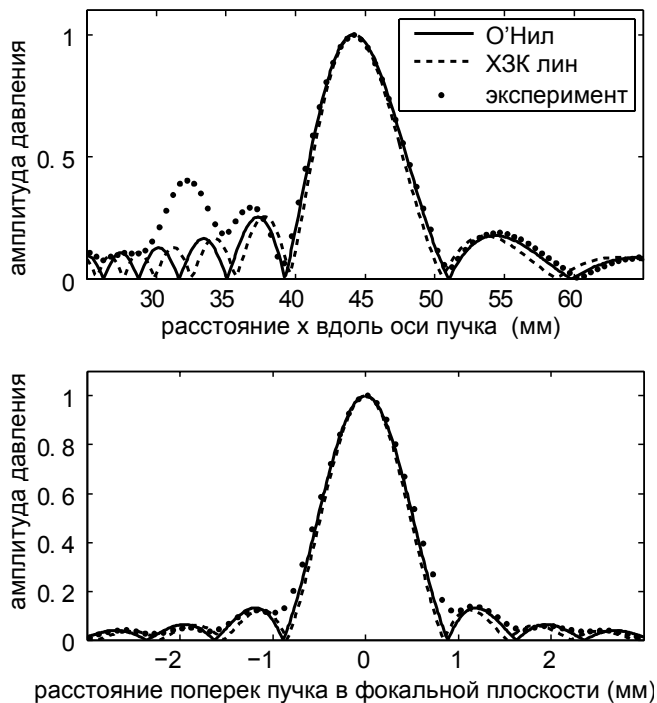 О'Нил
ХЗК лин
эксперимент
амплитуда давления
1
0.5
0
30 35 40 45 50 55 60
расстояние x вдоль оси пучка (мм)
амплитуда давления
1
0.8
0.6
0.4
0.2
0
−2 −1 0 1 2
расстояние поперек пучка в фокальной плоскости (мм)